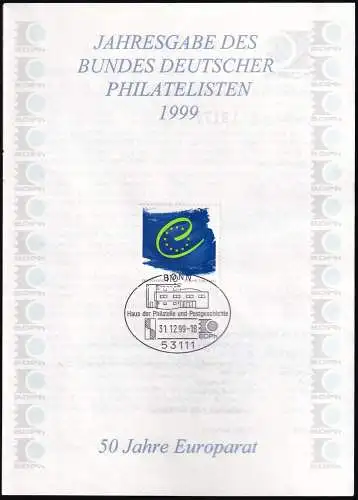 JAHRESGABE DES
BUNDES DEUTSCHER
PHILATELISTEN
1999
BONN
Haus der Philatelie und Postgeschichte
31.12.99-18
BDPh
53111
50 Jahre Europarat